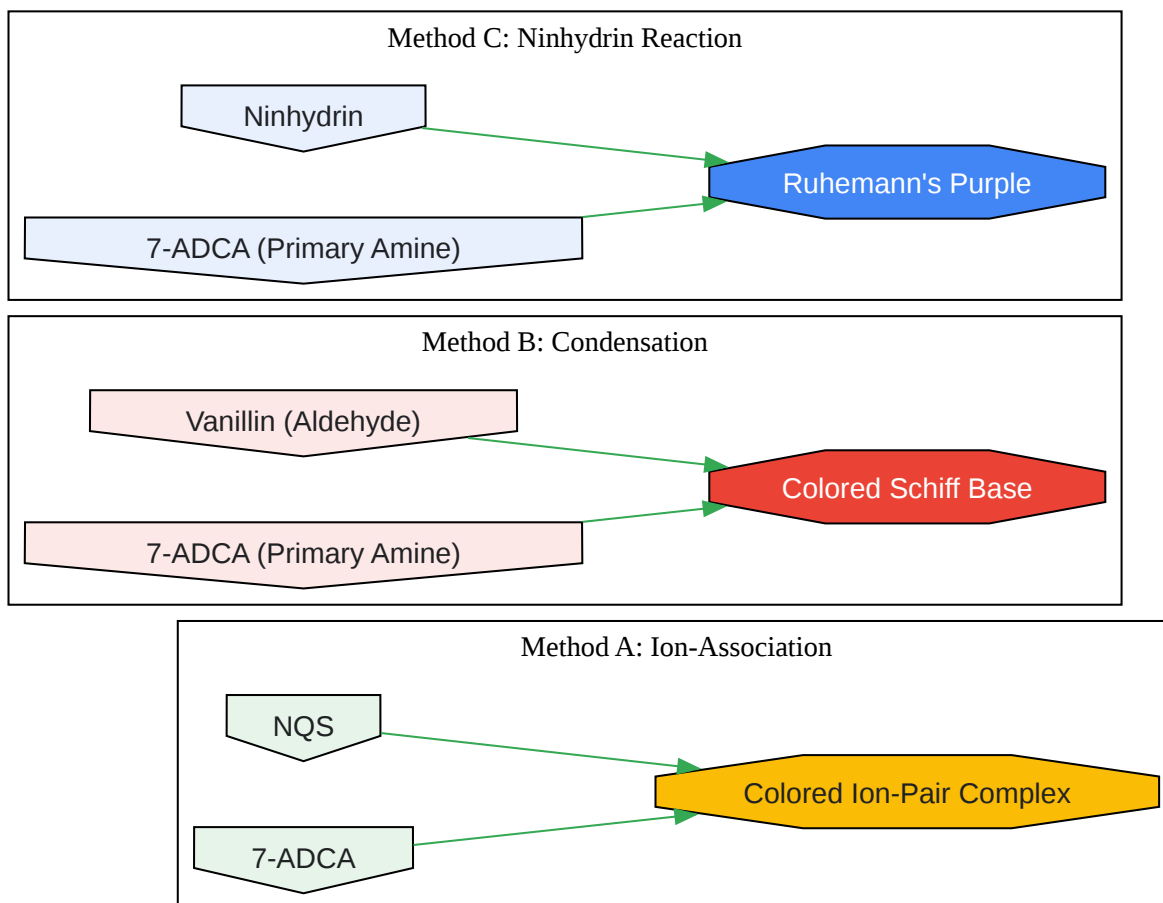 Method C: Ninhydrin Reaction
Ninhydrin
Ruhemann's Purple
7-ADCA (Primary Amine)
Method B: Condensation
Vanillin (Aldehyde)
Colored Schiff Base
7-ADCA (Primary Amine)
Method A: Ion-Association
NQS
Colored Ion-Pair Complex
7-ADCA